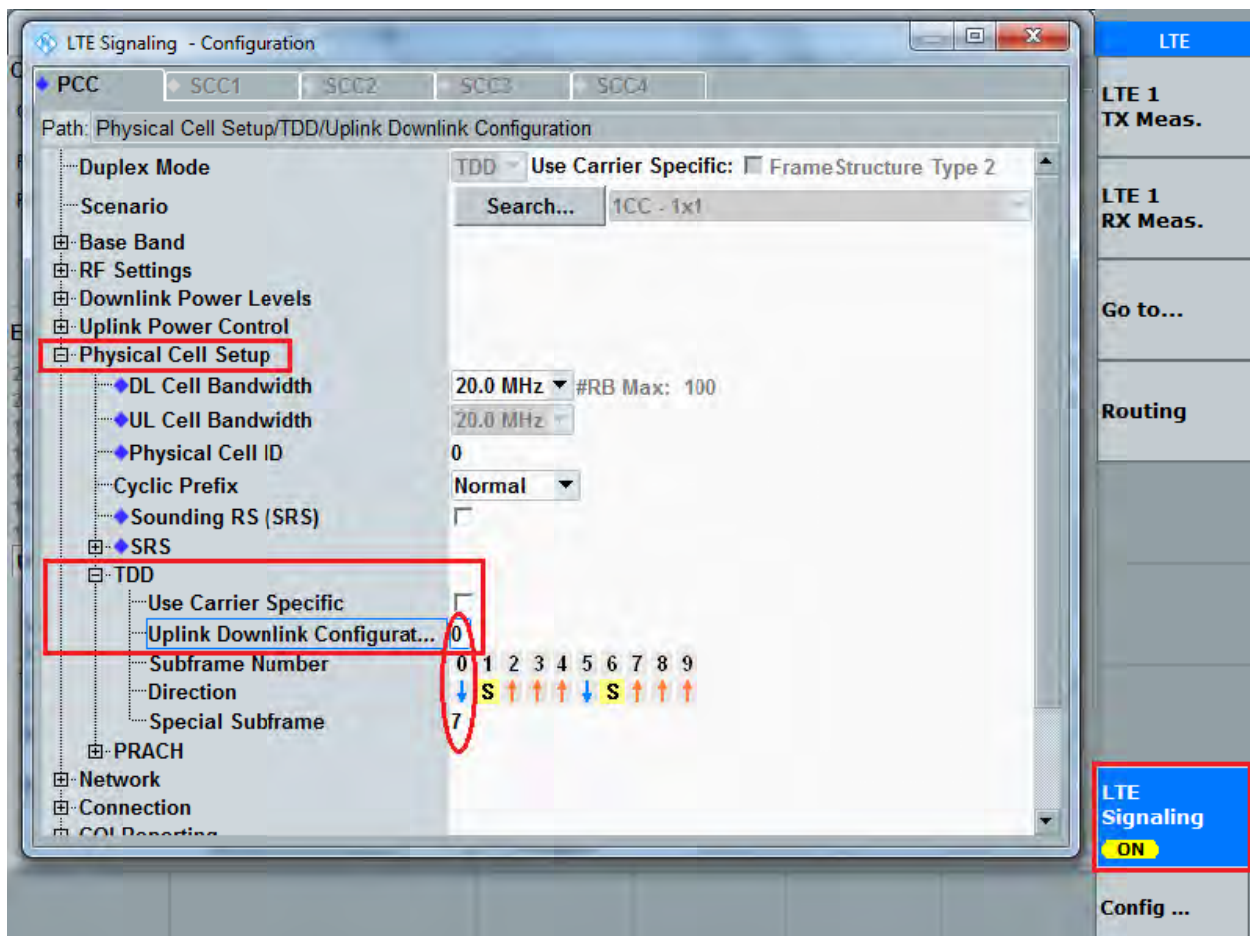 LTE Signaling - Configuration
LTE
PCC SCC1 SCC2 SCC3 SCC4
Path: Physical Cell Setup/TDD/Uplink Downlink Configuration
Duplex Mode TDD Use Carrier Specific: FrameStructure Type 2
Scenario Search... 1CC - 1x1
Base Band
RF Settings
Downlink Power Levels
Uplink Power Control
Physical Cell Setup
DL Cell Bandwidth 20.0 MHz #RB Max: 100
UL Cell Bandwidth 20.0 MHz
Physical Cell ID 0
Cyclic Prefix Normal
Sounding RS (SRS)
SRS
TDD
Use Carrier Specific
Uplink Downlink Configurat... 0
Subframe Number 0 1 2 3 4 5 6 7 8 9
Direction ↓ S ↑ ↑ ↑ ↓ S ↑ ↑ ↑
Special Subframe 7
PRACH
Network
Connection
CQI Reporting
LTE 1
TX Meas.
LTE 1
RX Meas.
Go to...
Routing
LTE
Signaling
ON
Config ...